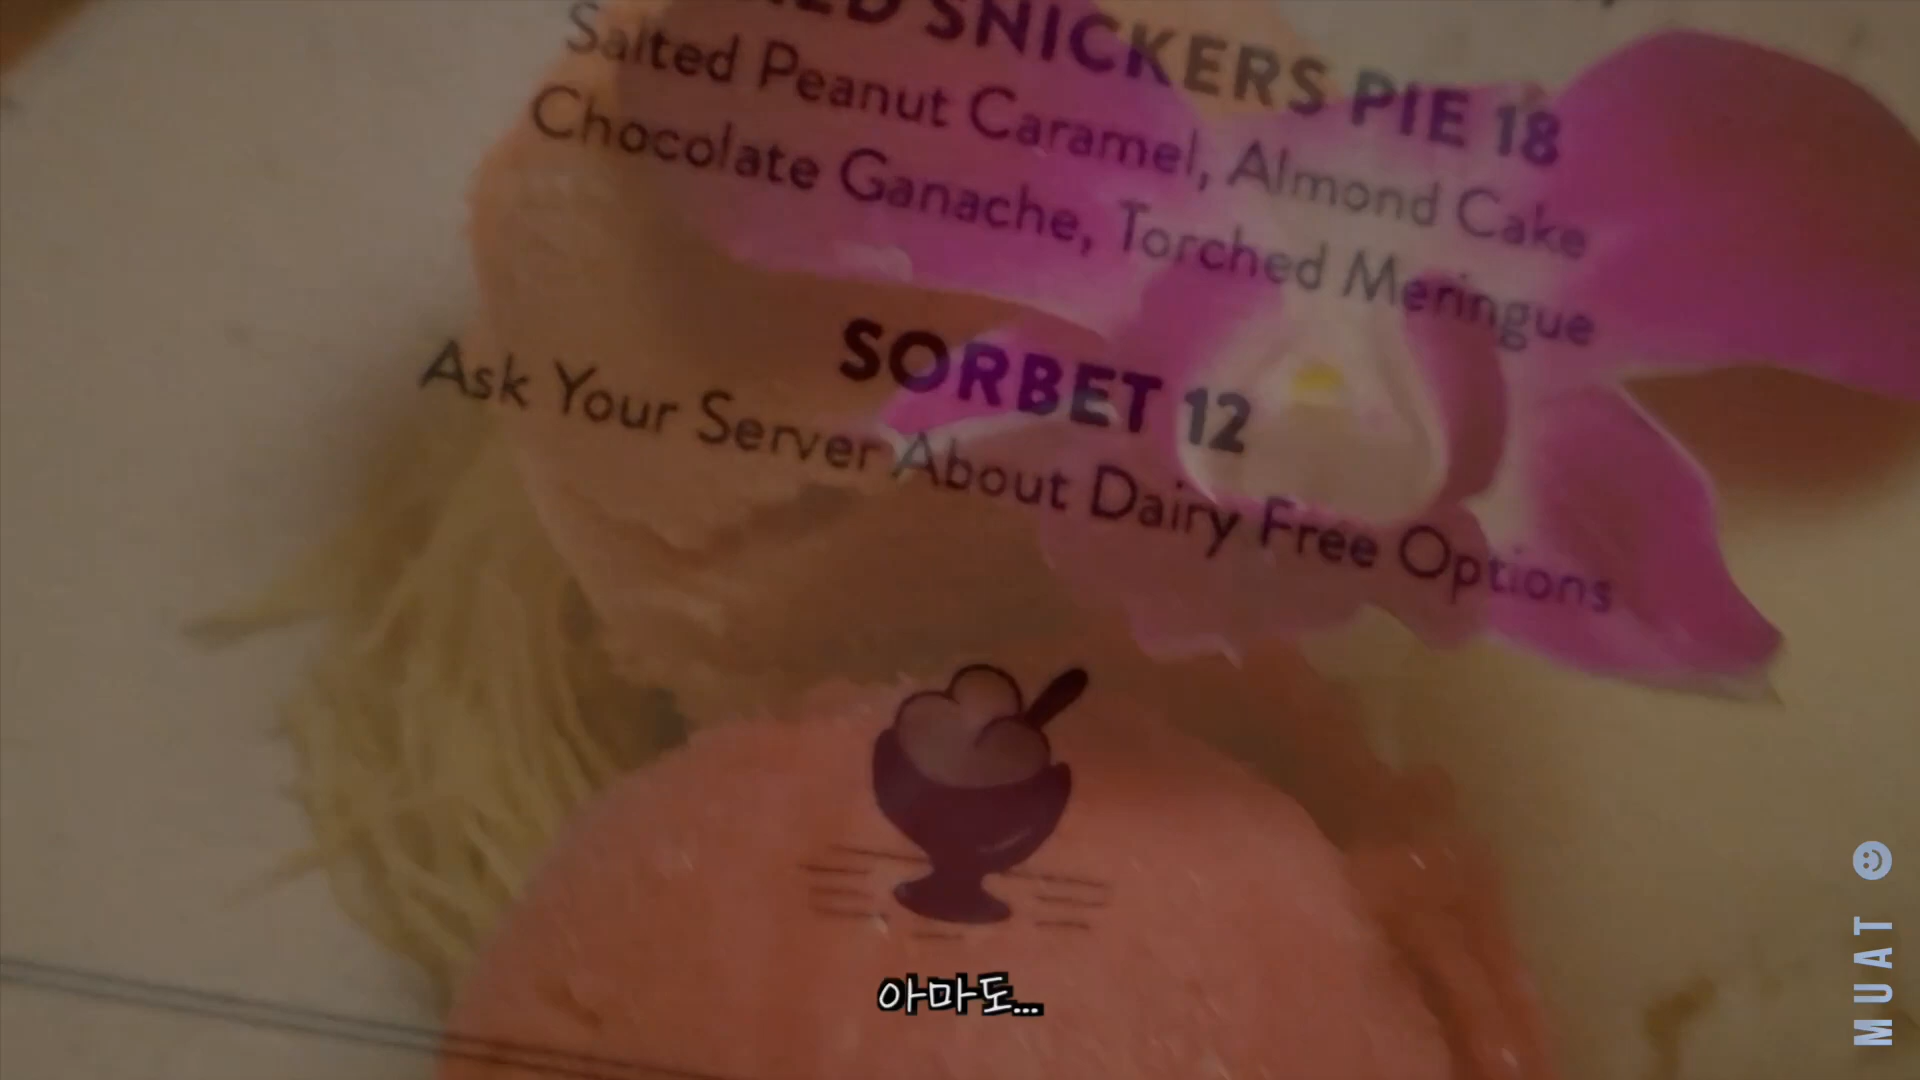 SNICKERS PIE 18
Salted Peanut Caramel, Almond Cake
Chocolate Ganache, Torched Meringue
SORBET 12
Ask Your Server About Dairy Free Options
아마도...
MUAT